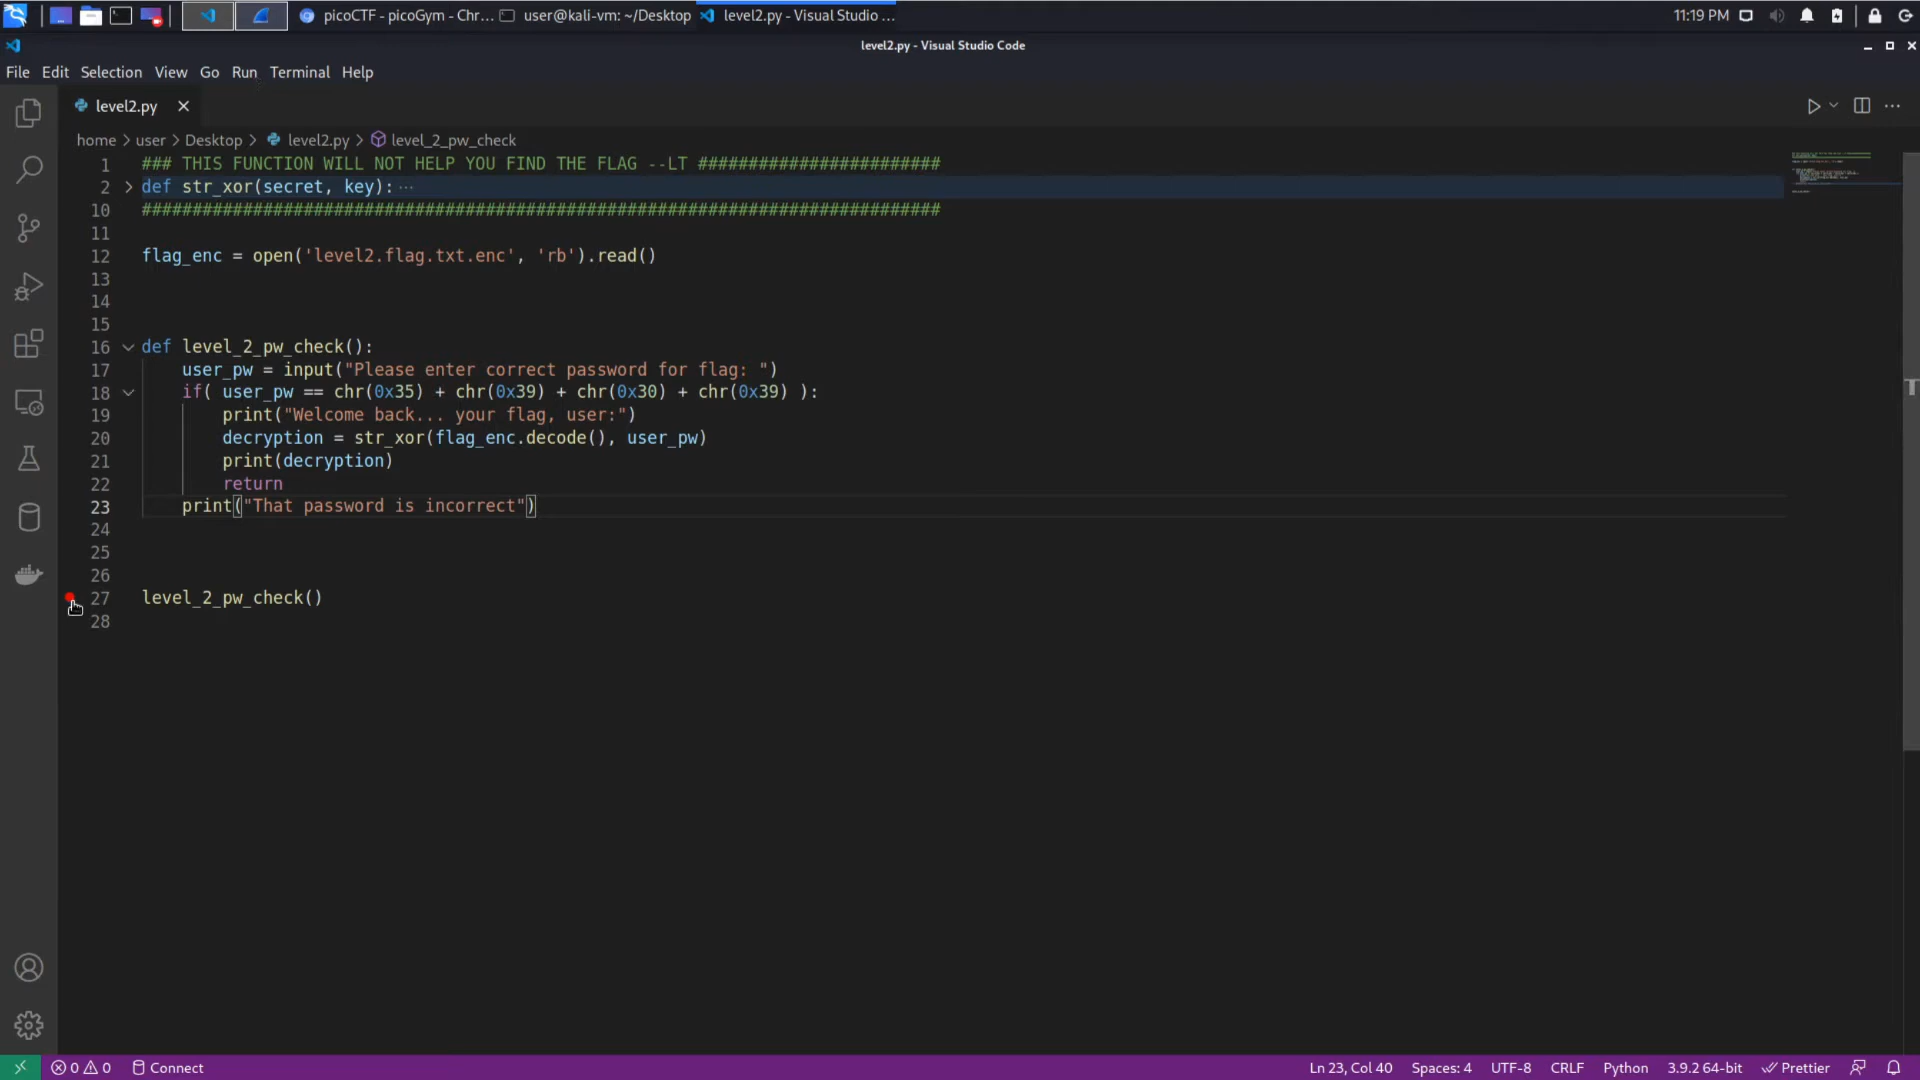 picoCTF - picoGym - Chr... user@kali-vm: ~/Desktop level2.py - Visual Studio ... 11:19 PM
level2.py - Visual Studio Code
File Edit Selection View Go Run Terminal Help
level2.py
home > user > Desktop > level2.py > level_2_pw_check
1 ### THIS FUNCTION WILL NOT HELP YOU FIND THE FLAG --LT ########################
2 def str_xor(secret, key): ...
10 ###############################################################################
11
12 flag_enc = open('level2.flag.txt.enc', 'rb').read()
13
14
15
16 def level_2_pw_check():
17     user_pw = input("Please enter correct password for flag: ")
18     if( user_pw == chr(0x35) + chr(0x39) + chr(0x30) + chr(0x39) ):
19         print("Welcome back... your flag, user:")
20         decryption = str_xor(flag_enc.decode(), user_pw)
21         print(decryption)
22         return
23     print("That password is incorrect")
24
25
26
27 level_2_pw_check()
28
0 0 Connect Ln 23, Col 40 Spaces: 4 UTF-8 CRLF Python 3.9.2 64-bit Prettier